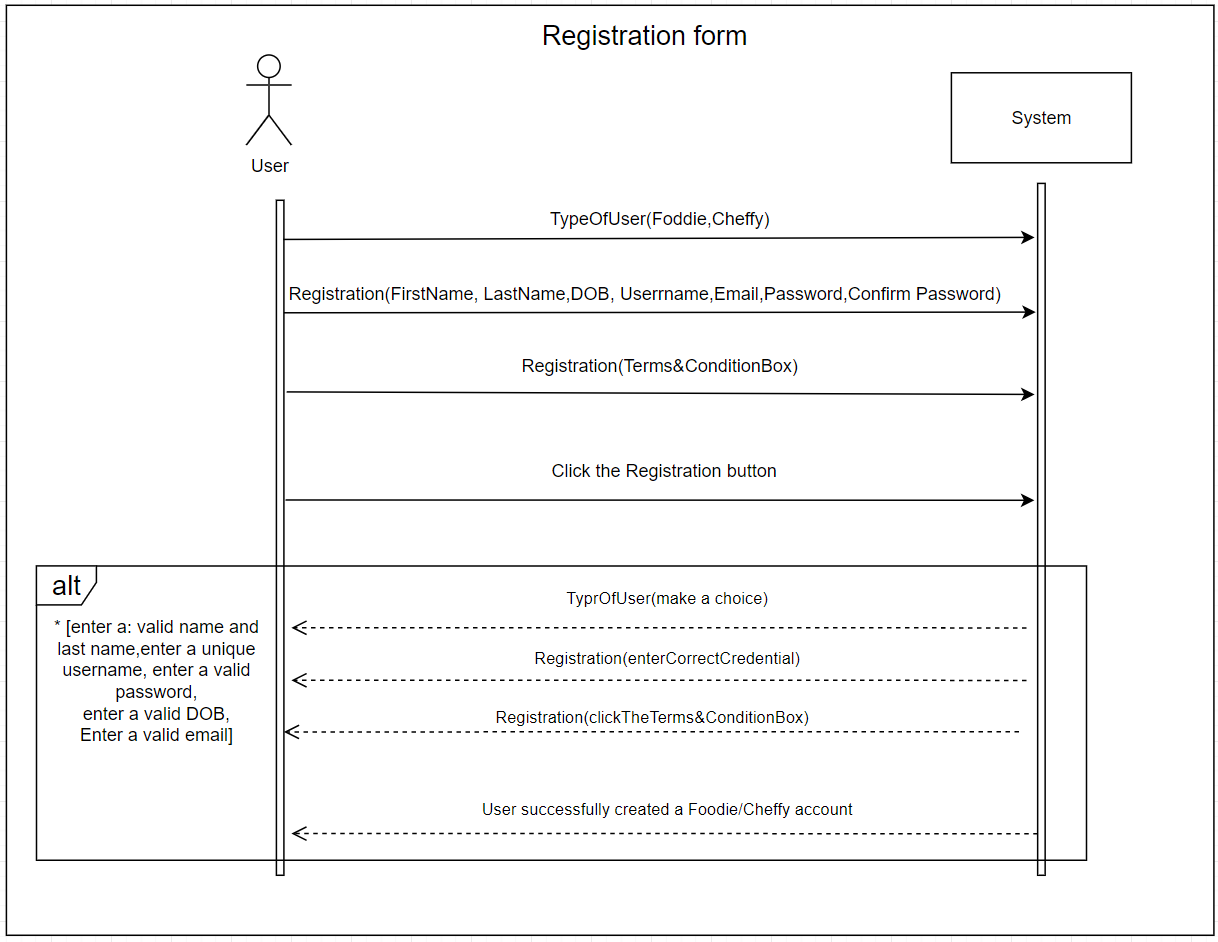 Registration form
User
System
TypeOfUser(Foddie,Cheffy)
Registration(FirstName, LastName,DOB, Userrname,Email,Password,Confirm Password)
Registration(Terms&ConditionBox)
Click the Registration button
alt
* [enter a: valid name and
last name,enter a unique
username, enter a valid
password,
enter a valid DOB,
Enter a valid email]
TyprOfUser(make a choice)
Registration(enterCorrectCredential)
Registration(clickTheTerms&ConditionBox)
User successfully created a Foodie/Cheffy account